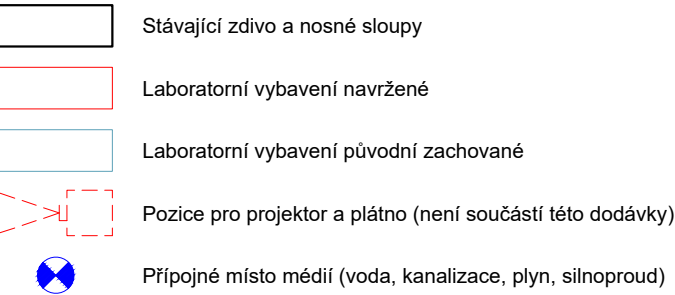 Stávající zdivo a nosné sloupy
Laboratorní vybavení navržené
Laboratorní vybavení původní zachované
Pozice pro projektor a plátno (není součástí této dodávky)
Přípojné místo médií (voda, kanalizace, plyn, silnoproud)